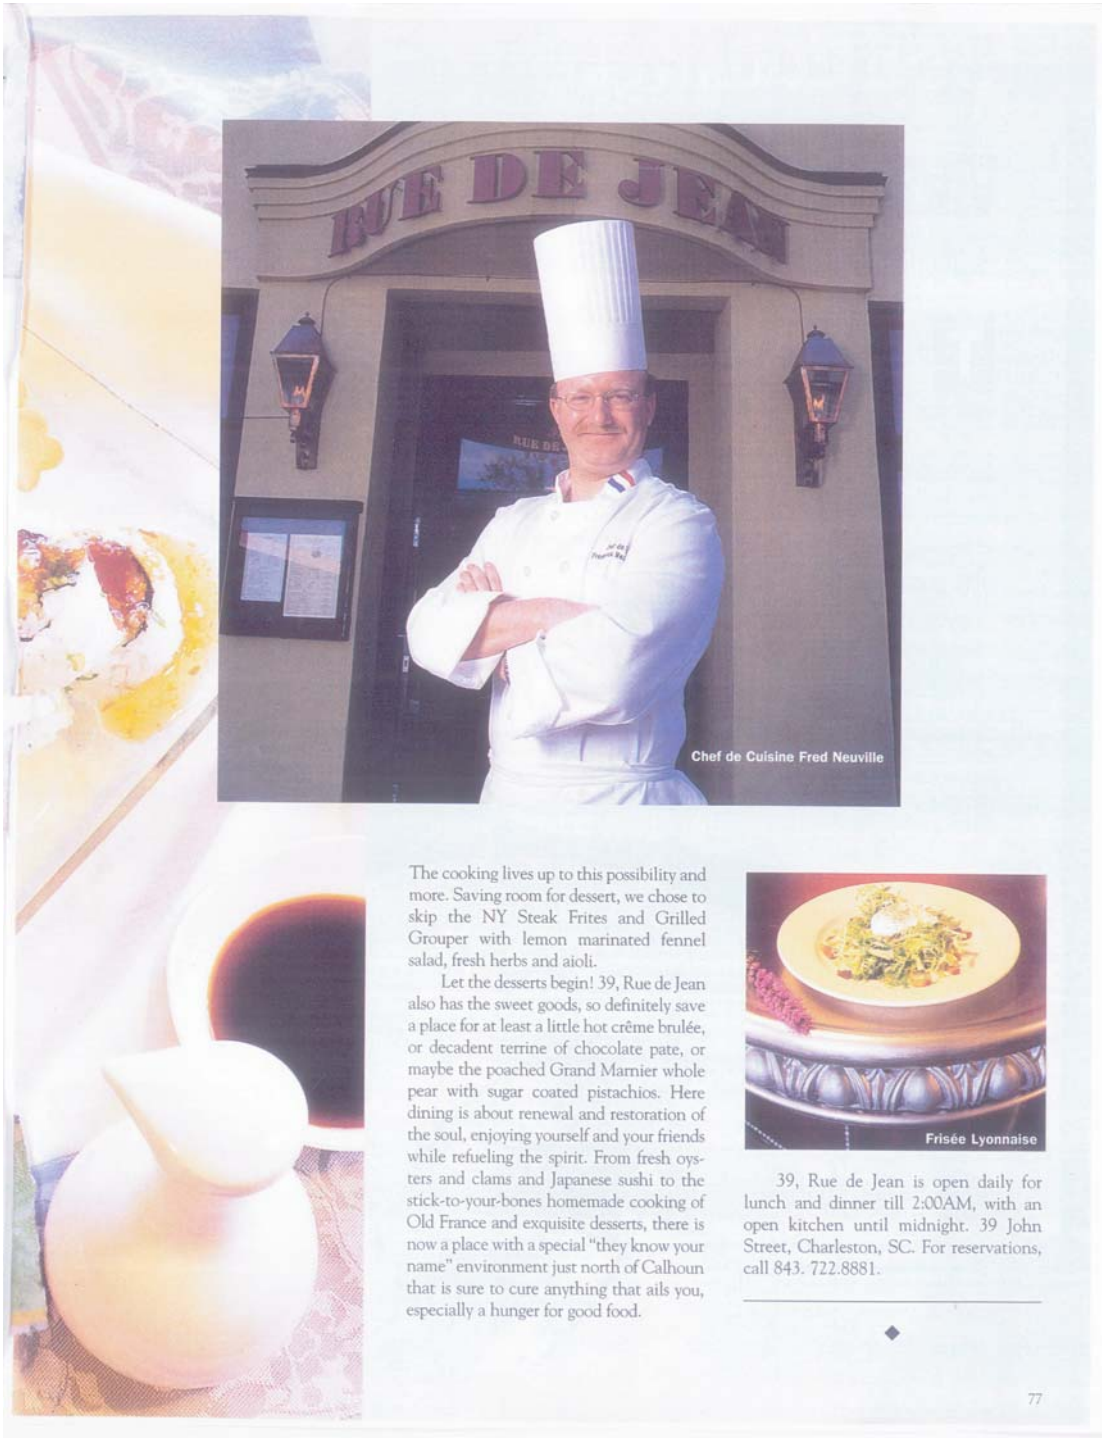 RUE DE JEAN
RUE DE
Chef de Cuisine Fred Neuville
The cooking lives up to this possibility and
more. Saving room for dessert, we chose to
skip the NY Steak Frites and Grilled
Grouper with lemon marinated fennel
salad, fresh herbs and aioli.
Let the desserts begin! 39, Rue de Jean
also has the sweet goods, so definitely save
a place for at least a little hot crême brulée,
or decadent terrine of chocolate pate, or
maybe the poached Grand Marnier whole
pear with sugar coated pistachios. Here
dining is about renewal and restoration of
the soul, enjoying yourself and your friends
while refueling the spirit. From fresh oys-
ters and clams and Japanese sushi to the
stick-to-your-bones homemade cooking of
Old France and exquisite desserts, there is
now a place with a special “they know your
name” environment just north of Calhoun
that is sure to cure anything that ails you,
especially a hunger for good food.
Frisée Lyonnaise
39, Rue de Jean is open daily for
lunch and dinner till 2:00AM, with an
open kitchen until midnight. 39 John
Street, Charleston, SC. For reservations,
call 843. 722.8881.
77